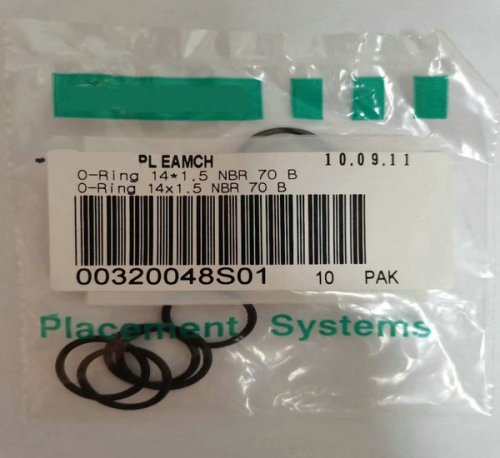 PL EAMCH 10.09.11
O-Ring 14*1.5 NBR 70 B
O-Ring 14x1.5 NBR 70 B
00320048S01 10 PAK
Placement Systems